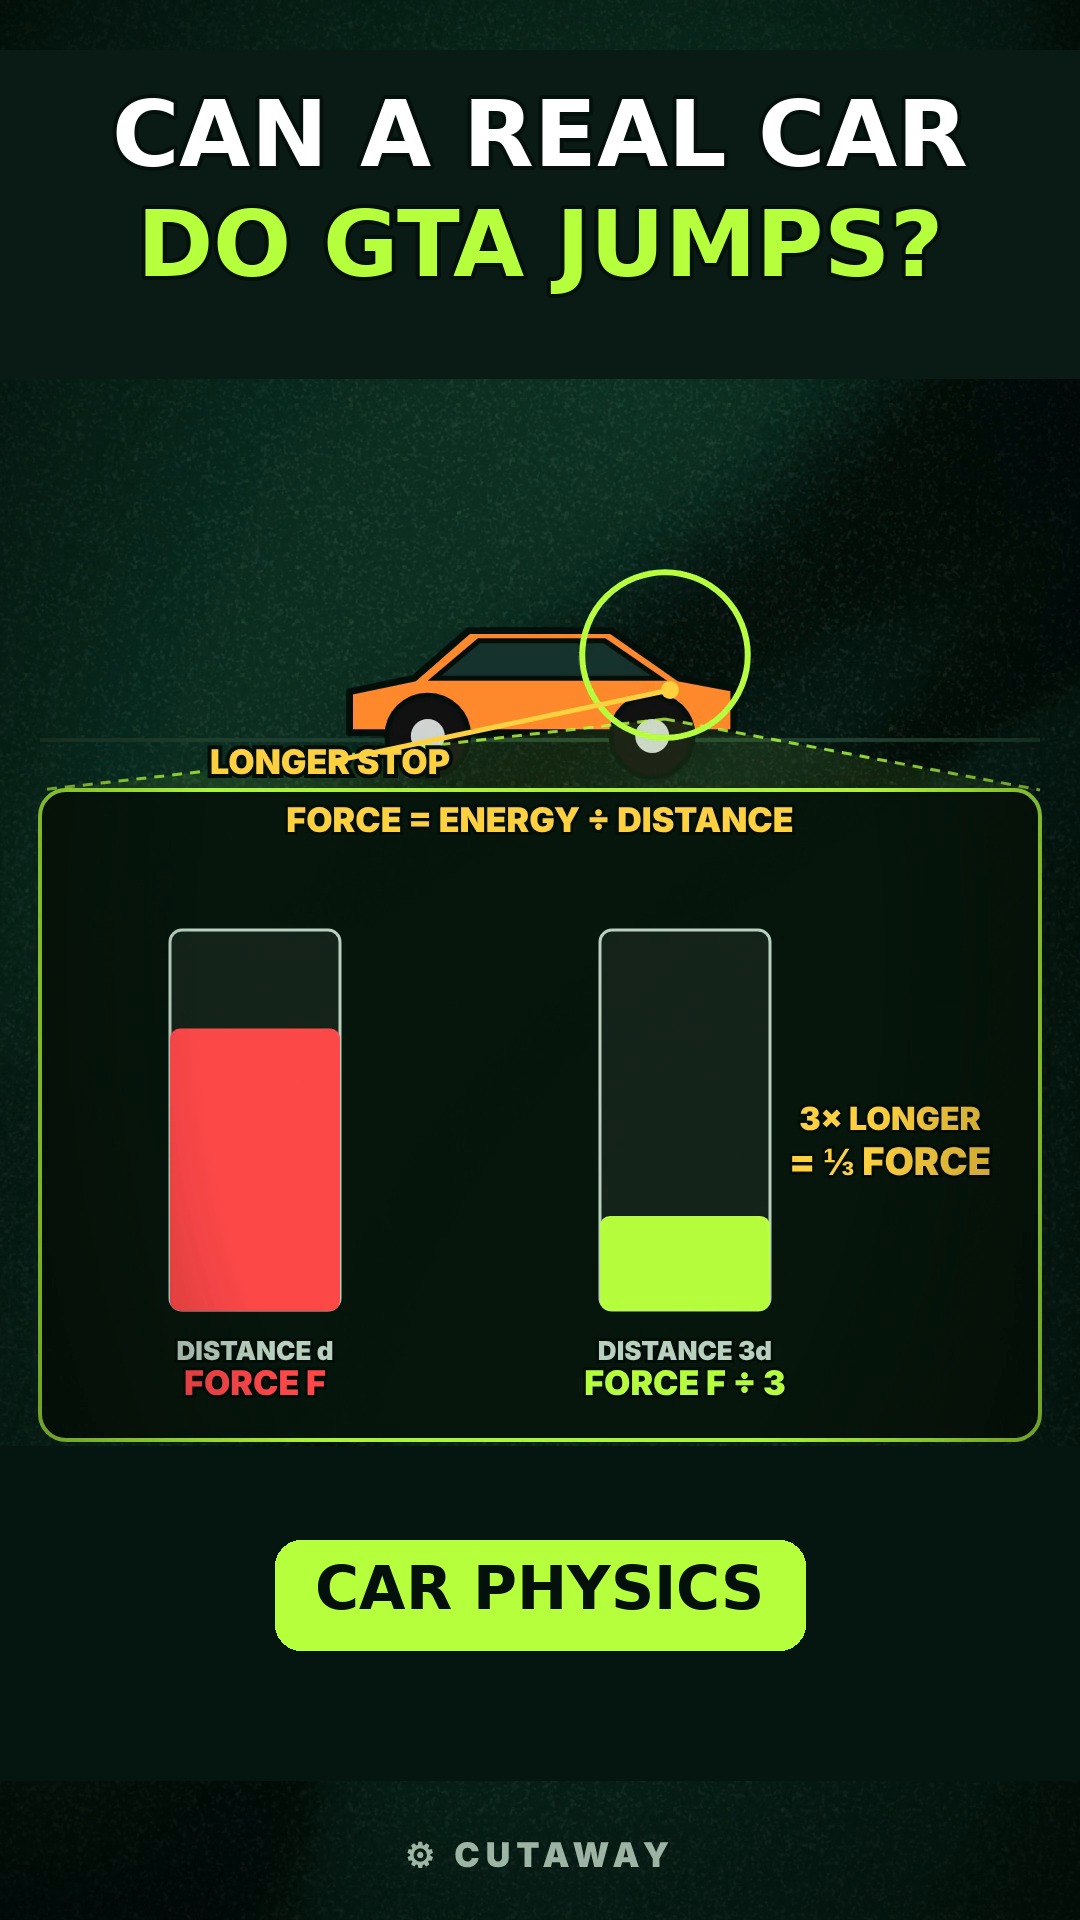 CAN A REAL CAR
DO GTA JUMPS?
LONGER STOP
FORCE = ENERGY ÷ DISTANCE
3× LONGER
= ⅓ FORCE
DISTANCE d
FORCE F
DISTANCE 3d
FORCE F ÷ 3
CAR PHYSICS
⚙ CUTAWAY